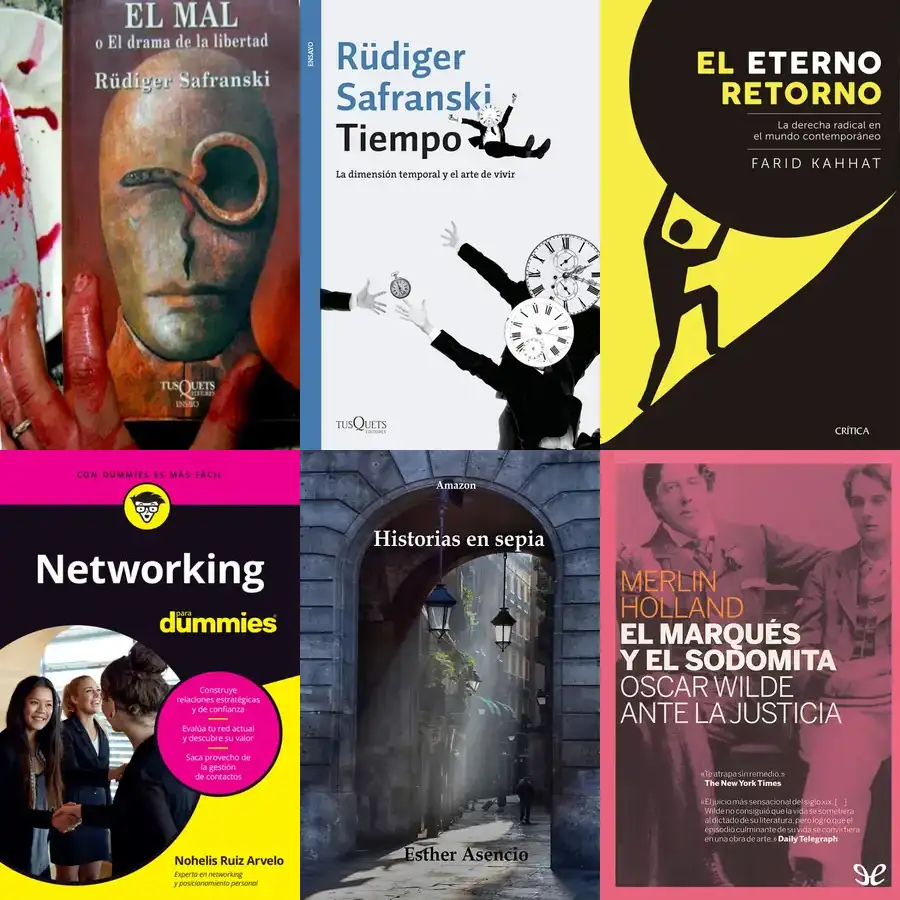 EL MAL
o El drama de la libertad
Rüdiger Safranski
TUSQUETS
EDITORES
ENSAYO
ENSAYO
Rüdiger
Safranski
Tiempo
La dimensión temporal y el arte de vivir
TUSQUETS
EDITORES
EL ETERNO
RETORNO
La derecha radical en
el mundo contemporáneo
FARID KAHHAT
CRÍTICA
CON DUMMIES ES MÁS FÁCIL
Networking
para
dummies
Construye
relaciones estratégicas
y de confianza
Evalúa tu red actual
y descubre su valor
Saca provecho de
la gestión
de contactos
Nohelis Ruiz Arvelo
Experta en networking
y posicionamiento personal
Amazon
Historias en sepia
Esther Asencio
MERLIN
HOLLAND
EL MARQUÉS
Y EL SODOMITA
OSCAR WILDE
ANTE LA JUSTICIA
«Te atrapa sin remedio.»
The New York Times
«El juicio más sensacional del siglo XIX. [...]
Wilde no consiguió que la vida se sometiera
al dictado de su literatura, pero logró que el
episodio culminante de su vida se convirtiera
en una obra de arte.» Daily Telegraph